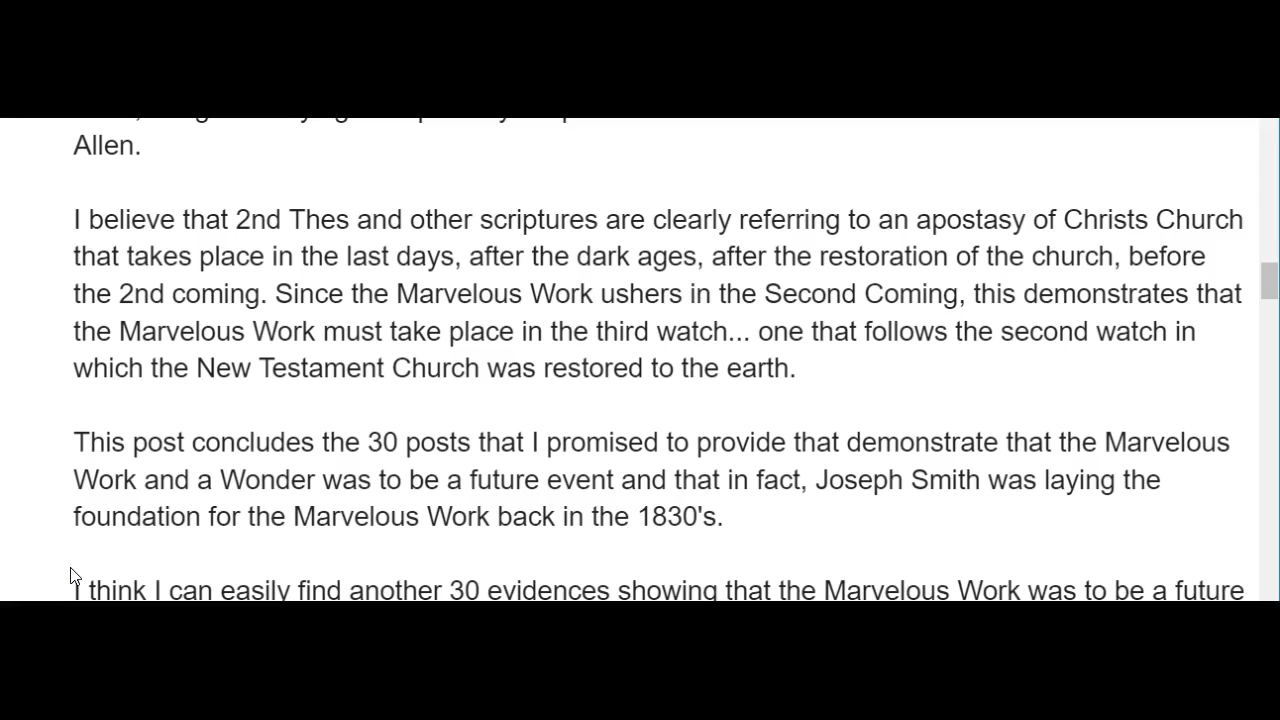 Allen.
I believe that 2nd Thes and other scriptures are clearly referring to an apostasy of Christs Church
that takes place in the last days, after the dark ages, after the restoration of the church, before
the 2nd coming. Since the Marvelous Work ushers in the Second Coming, this demonstrates that
the Marvelous Work must take place in the third watch... one that follows the second watch in
which the New Testament Church was restored to the earth.
This post concludes the 30 posts that I promised to provide that demonstrate that the Marvelous
Work and a Wonder was to be a future event and that in fact, Joseph Smith was laying the
foundation for the Marvelous Work back in the 1830's.
I think I can easily find another 30 evidences showing that the Marvelous Work was to be a future